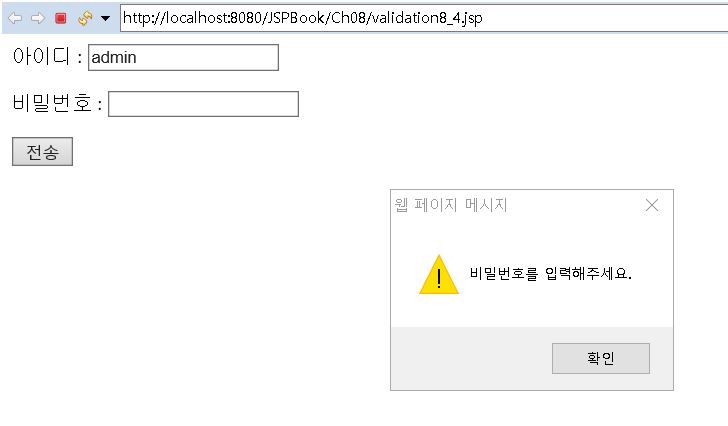 http://localhost:8080/JSPBook/Ch08/validation8_4.jsp
아이디 : admin
비밀번호 :
전송
웹 페이지 메시지
비밀번호를 입력해주세요.
확인